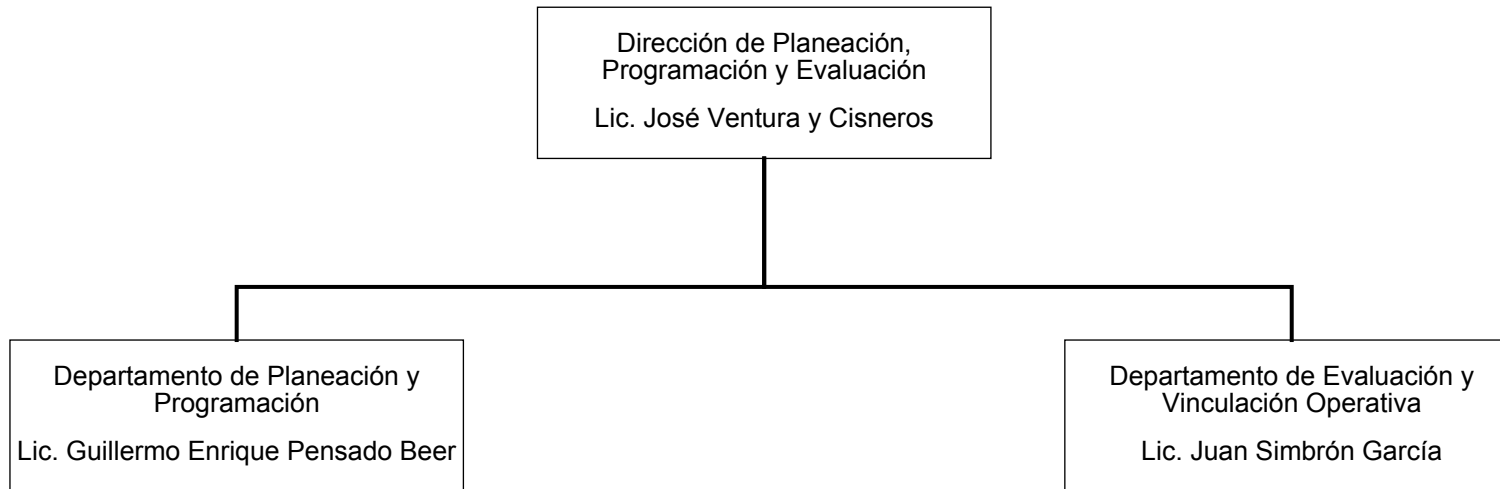 Dirección de Planeación,
Programación y Evaluación
Lic. José Ventura y Cisneros
Departamento de Planeación y
Programación
Lic. Guillermo Enrique Pensado Beer
Departamento de Evaluación y
Vinculación Operativa
Lic. Juan Simbrón García